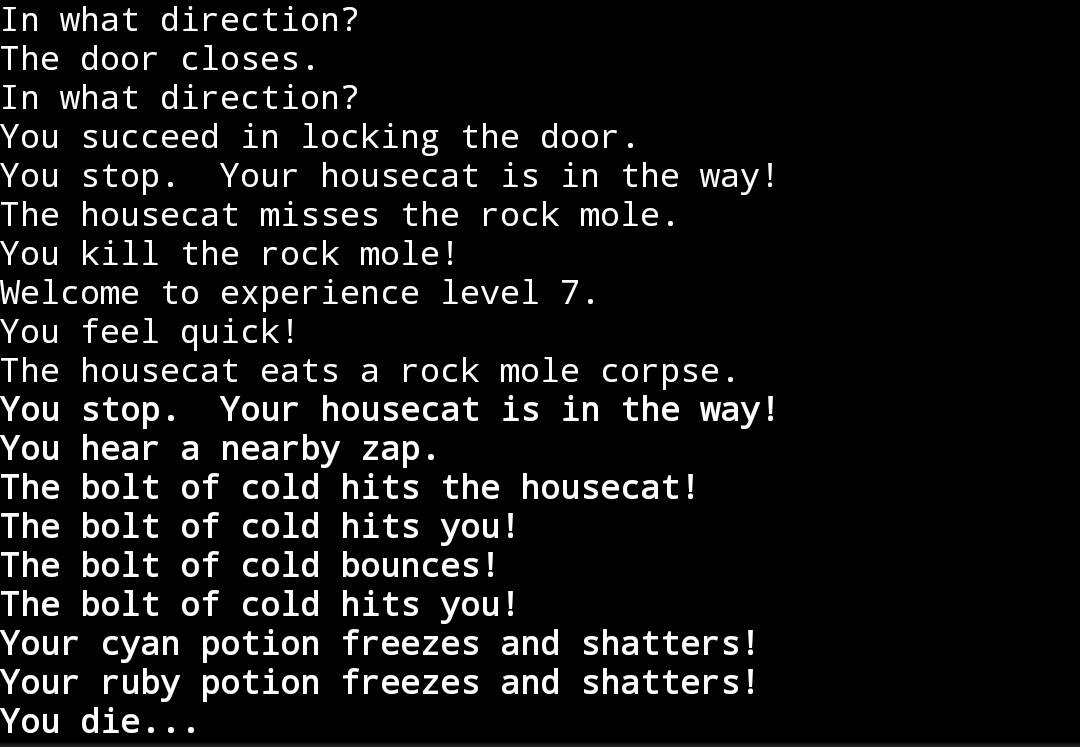 In what direction?
The door closes.
In what direction?
You succeed in locking the door.
You stop.  Your housecat is in the way!
The housecat misses the rock mole.
You kill the rock mole!
Welcome to experience level 7.
You feel quick!
The housecat eats a rock mole corpse.
You stop.  Your housecat is in the way!
You hear a nearby zap.
The bolt of cold hits the housecat!
The bolt of cold hits you!
The bolt of cold bounces!
The bolt of cold hits you!
Your cyan potion freezes and shatters!
Your ruby potion freezes and shatters!
You die...